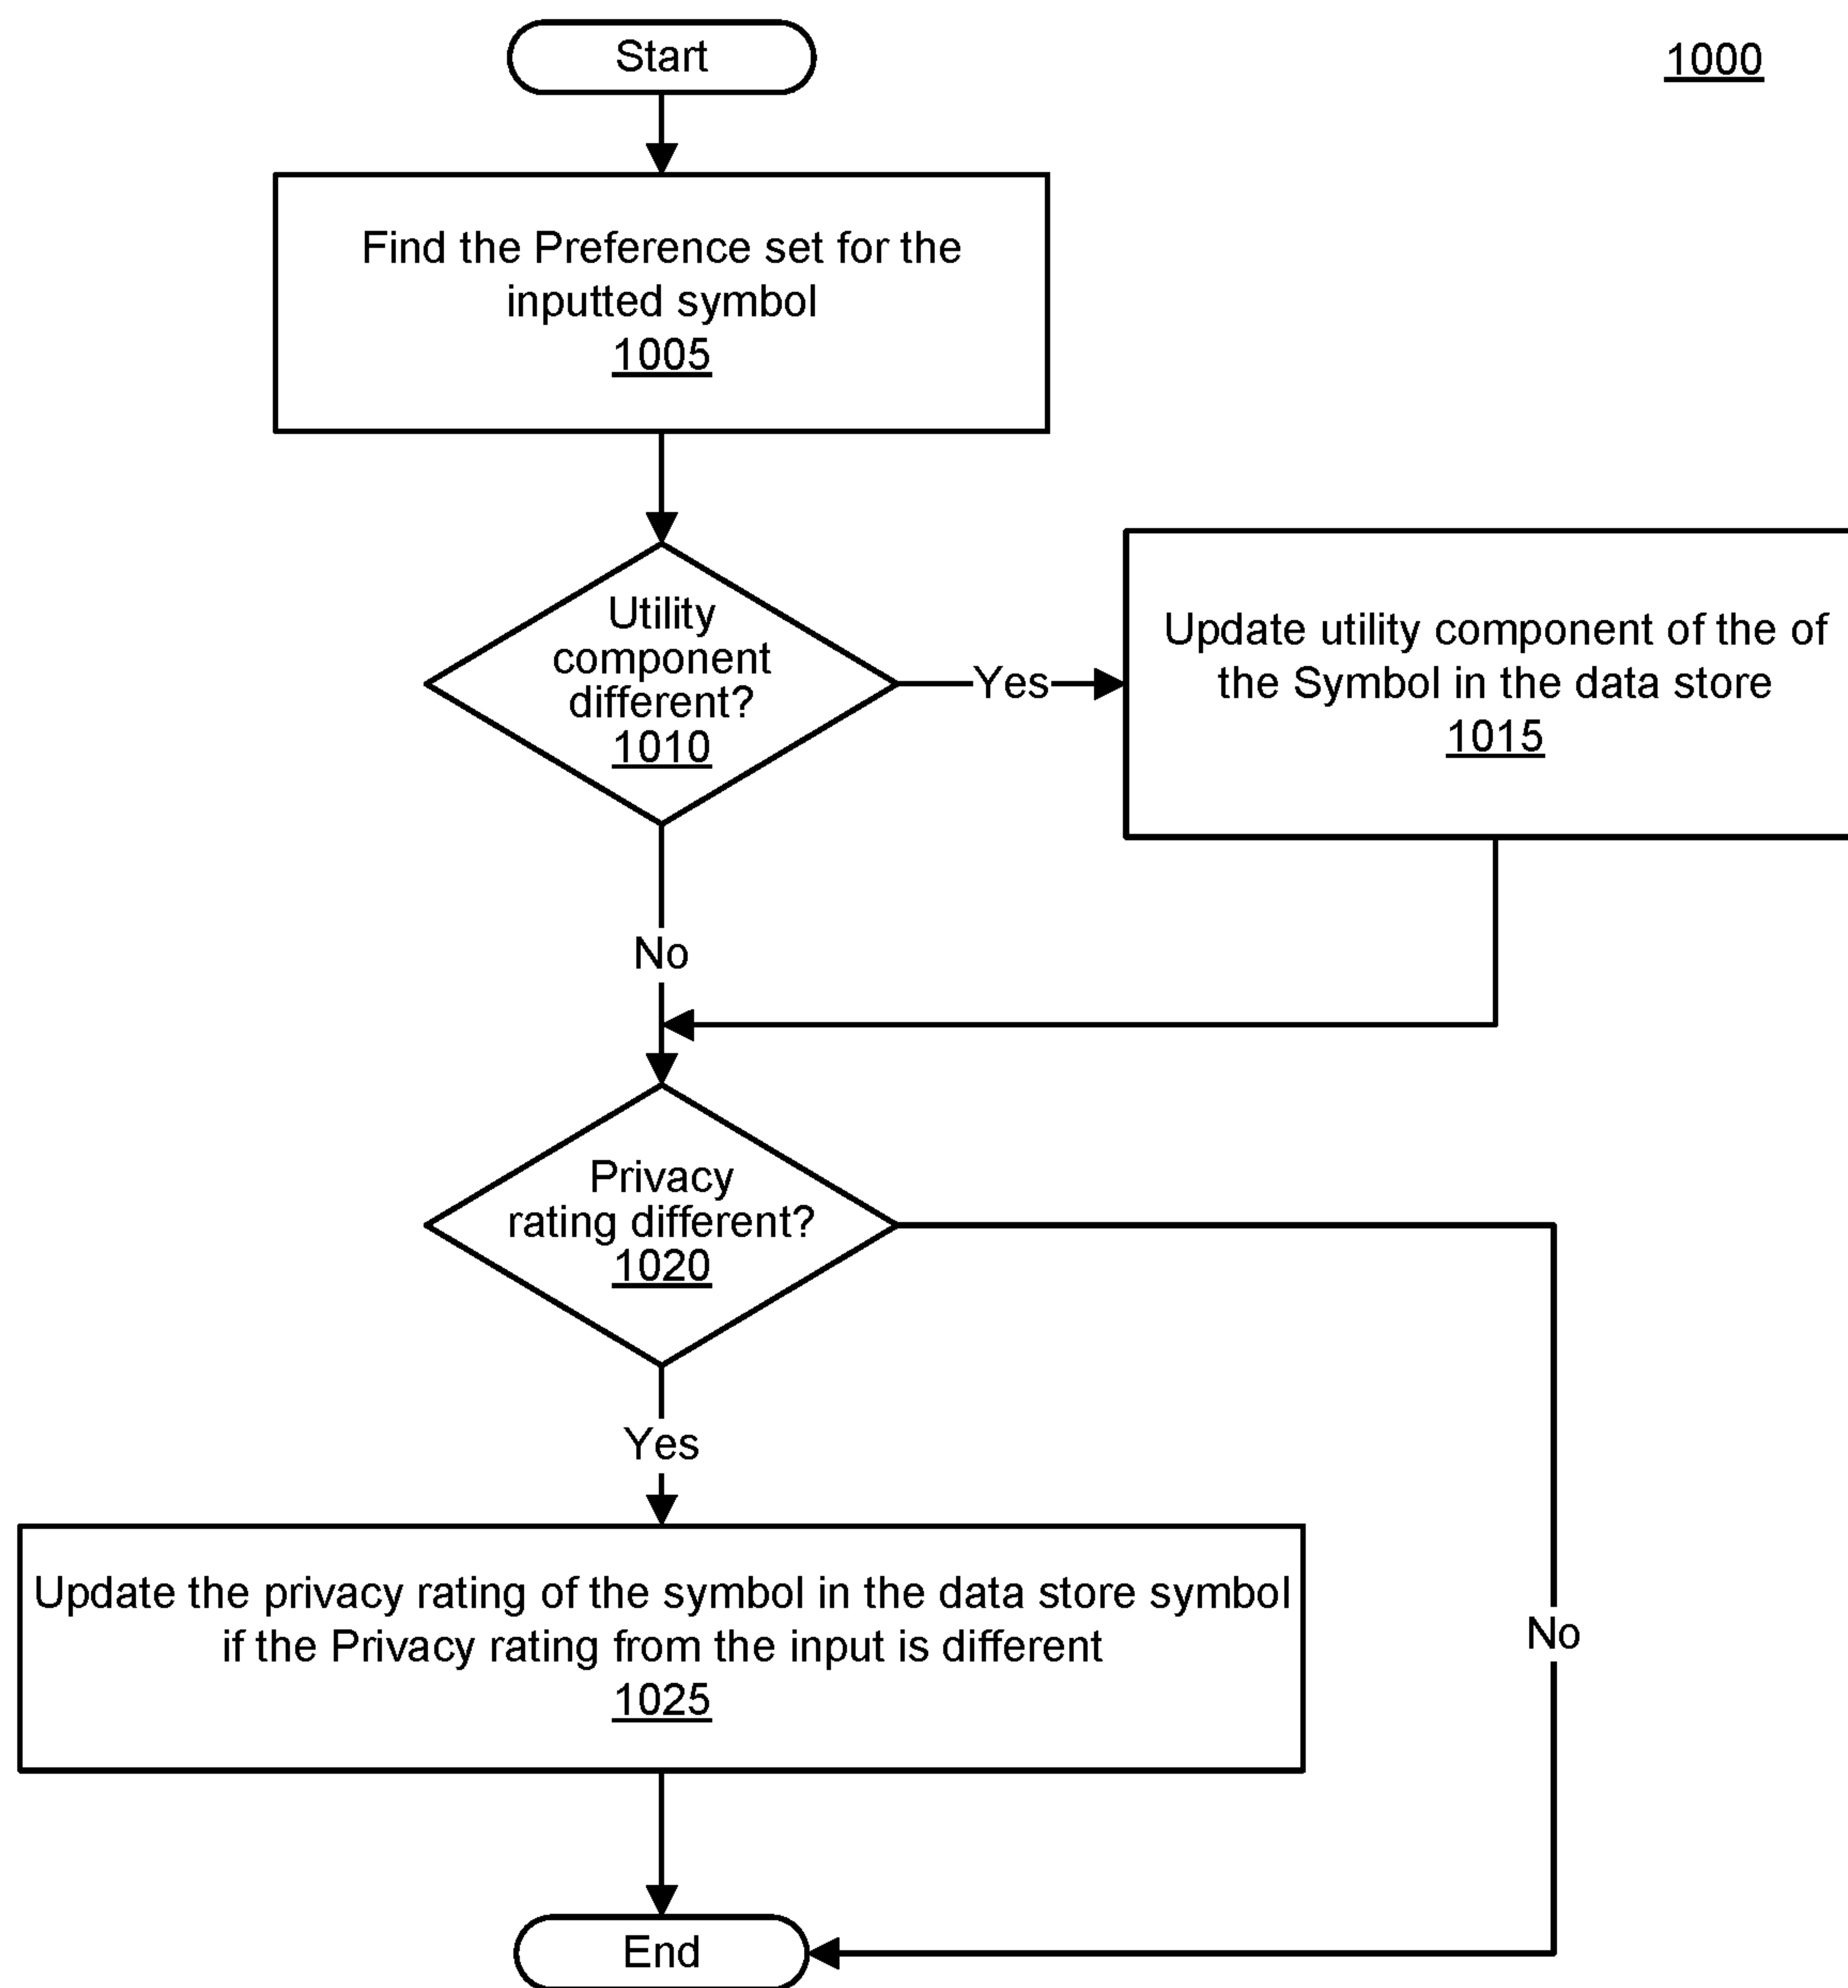 Start
1000
Find the Preference set for the
inputted symbol
1005
Utility
component
different?
1010
Yes
Update utility component of the of
the Symbol in the data store
1015
No
Privacy
rating different?
1020
Yes
Update the privacy rating of the symbol in the data store symbol
if the Privacy rating from the input is different
1025
No
End